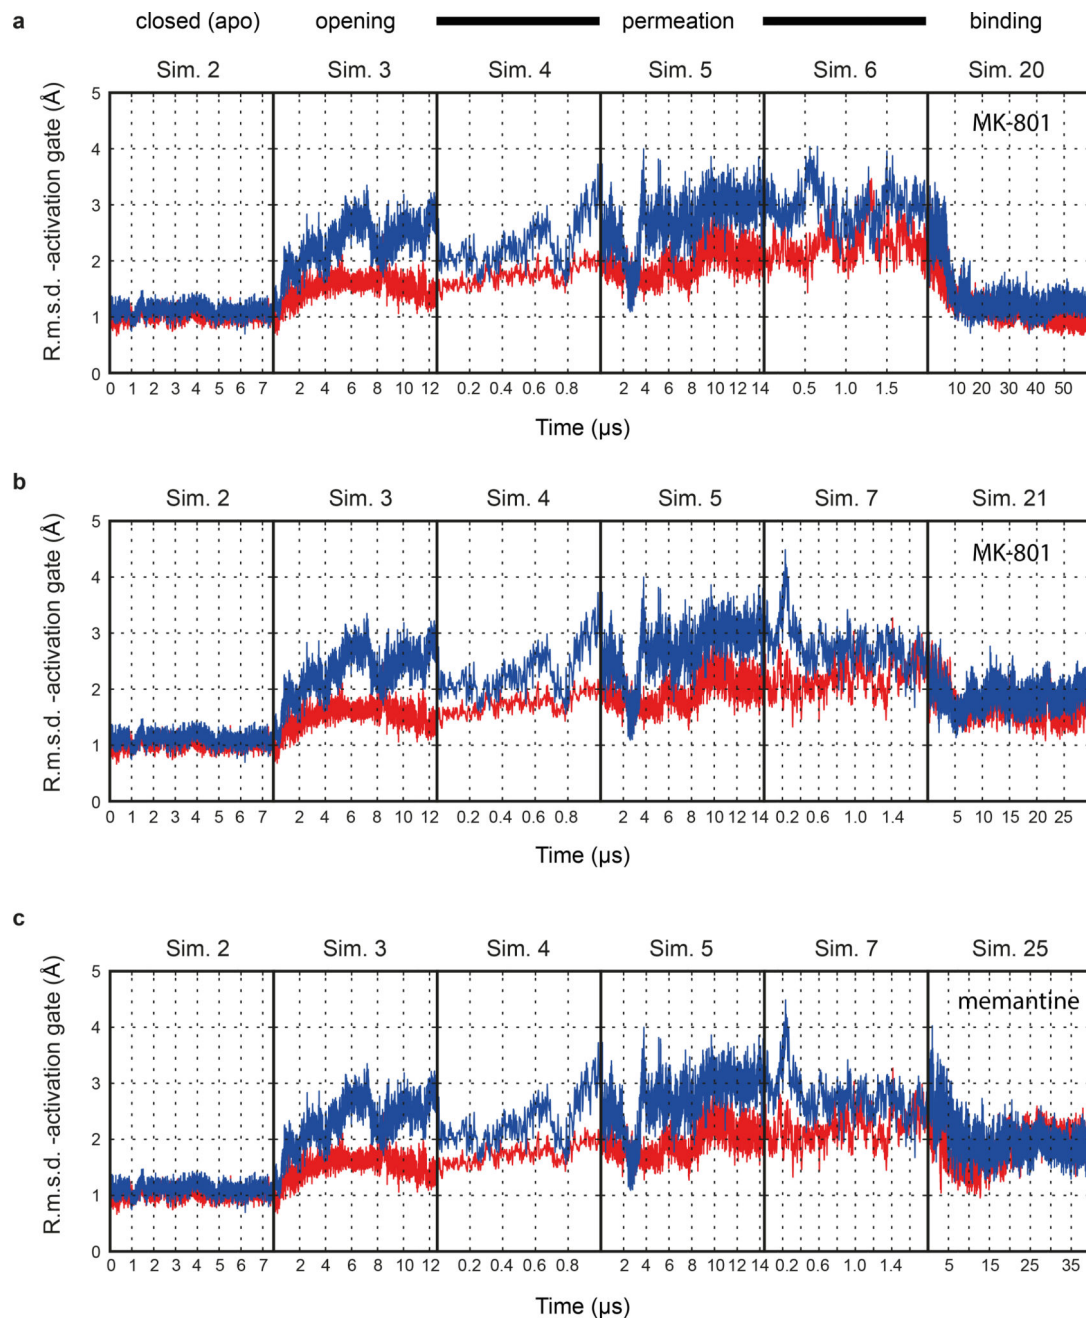 a closed (apo) opening permeation binding
Sim. 2 Sim. 3 Sim. 4 Sim. 5 Sim. 6 Sim. 20
R.m.s.d. -activation gate (Å)
MK-801
5
4
3
2
1
0
0 1 2 3 4 5 6 7 2 4 6 8 10 12 0.2 0.4 0.6 0.8 2 4 6 8 10 12 14 0.5 1.0 1.5 10 20 30 40 50
Time (µs)
b
Sim. 2 Sim. 3 Sim. 4 Sim. 5 Sim. 7 Sim. 21
R.m.s.d. -activation gate (Å)
MK-801
5
4
3
2
1
0
0 1 2 3 4 5 6 7 2 4 6 8 10 12 0.2 0.4 0.6 0.8 2 4 6 8 10 12 14 0.2 0.6 1.0 1.4 5 10 15 20 25
Time (µs)
c
Sim. 2 Sim. 3 Sim. 4 Sim. 5 Sim. 7 Sim. 25
R.m.s.d. -activation gate (Å)
memantine
5
4
3
2
1
0
0 1 2 3 4 5 6 7 2 4 6 8 10 12 0.2 0.4 0.6 0.8 2 4 6 8 10 12 14 0.2 0.6 1.0 1.4 5 15 25 35
Time (µs)